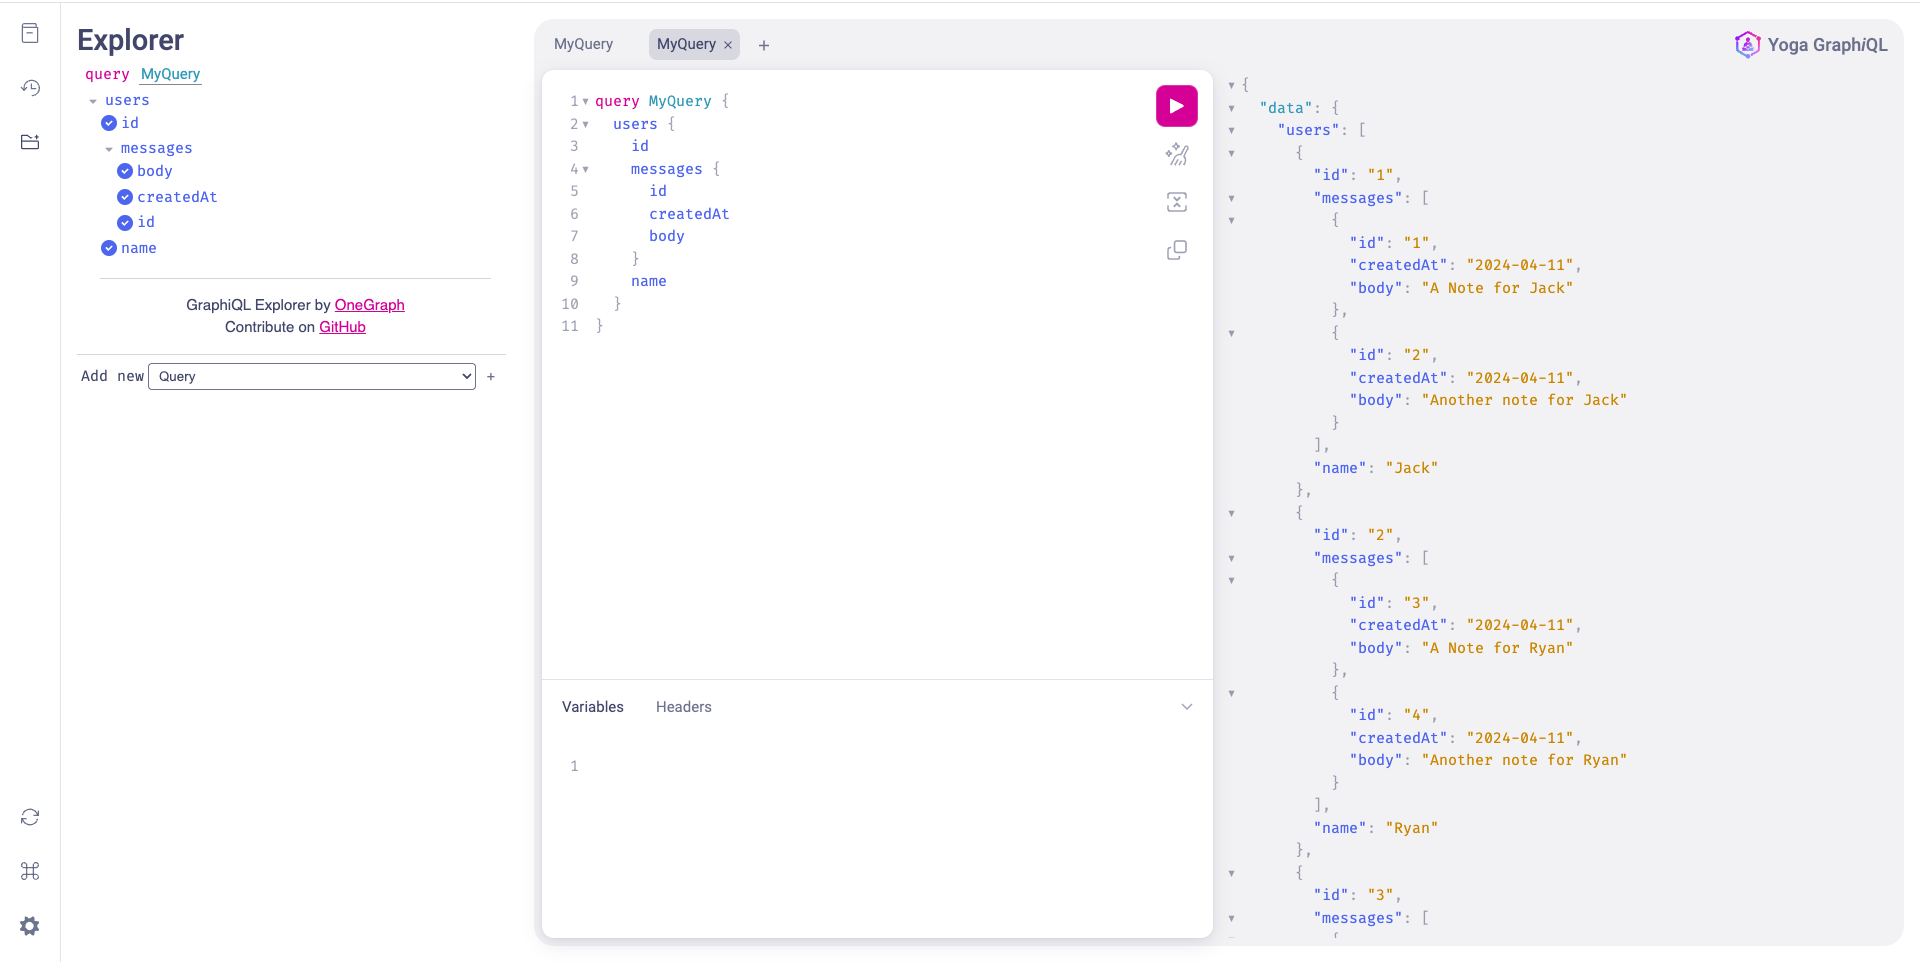 Explorer
query MyQuery
users
id
messages
body
createdAt
id
name
GraphiQL Explorer by OneGraph
Contribute on GitHub
Add new Query +
MyQuery MyQuery × +
1 query MyQuery {
2 users {
3 id
4 messages {
5 id
6 createdAt
7 body
8 }
9 name
10 }
11 }
Variables Headers
1
Yoga GraphiQL
{
"data": {
"users": [
{
"id": "1",
"messages": [
{
"id": "1",
"createdAt": "2024-04-11",
"body": "A Note for Jack"
},
{
"id": "2",
"createdAt": "2024-04-11",
"body": "Another note for Jack"
}
],
"name": "Jack"
},
{
"id": "2",
"messages": [
{
"id": "3",
"createdAt": "2024-04-11",
"body": "A Note for Ryan"
},
{
"id": "4",
"createdAt": "2024-04-11",
"body": "Another note for Ryan"
}
],
"name": "Ryan"
},
{
"id": "3",
"messages": [
{